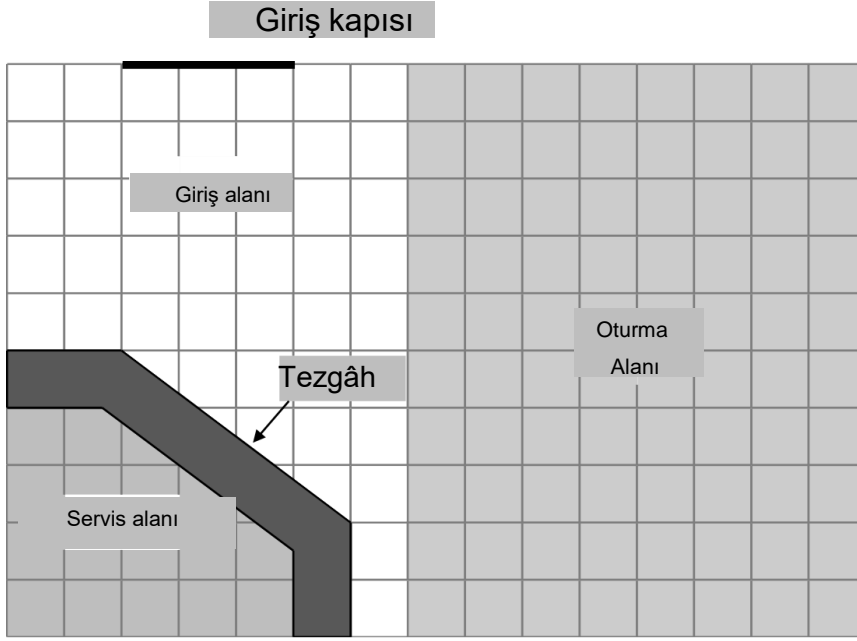 Giriş kapısı
Giriş alanı
Oturma
Alanı
Tezgâh
Servis alanı